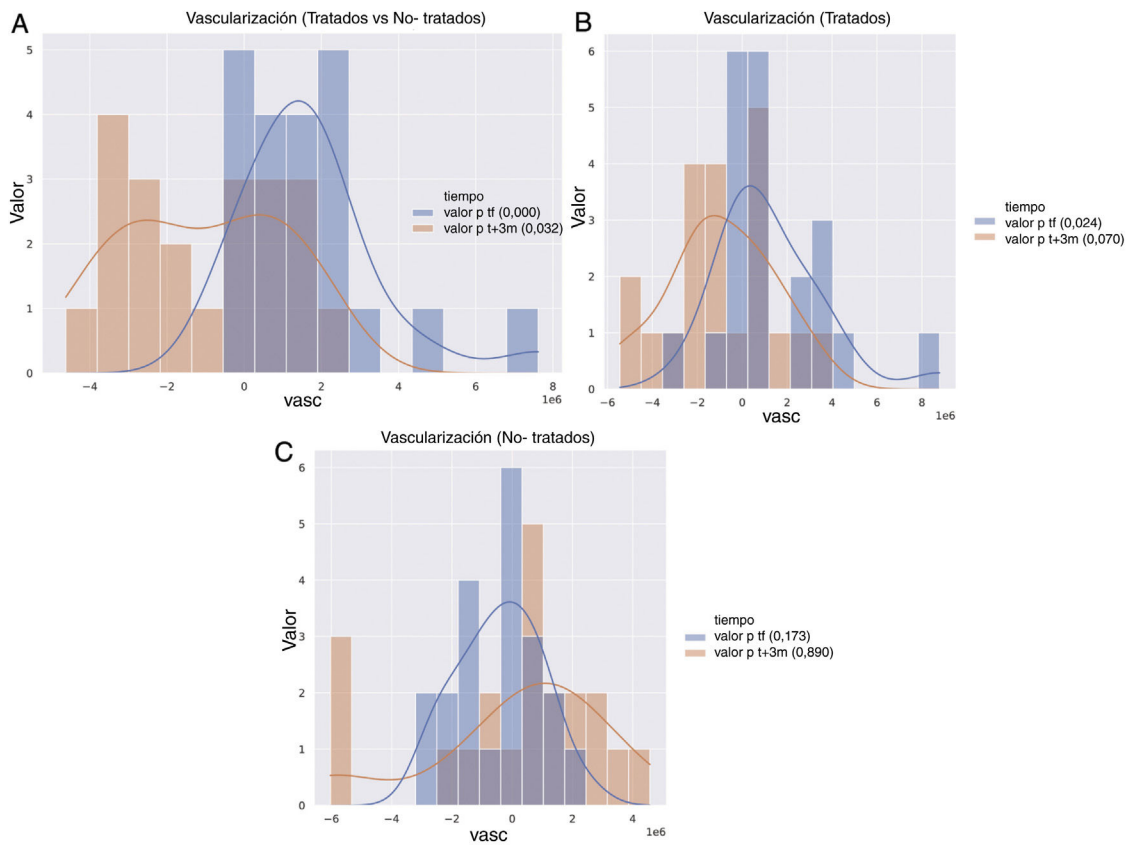 A
Vascularización (Tratados vs No- tratados)
5
4
3
2
1
0
Valor
tiempo
valor p tf (0,000)
valor p t+3m (0,032)
−4
−2
0
2
4
6
8
1e6
vasc
B
Vascularización (Tratados)
6
5
4
3
2
1
0
Valor
tiempo
valor p tf (0,024)
valor p t+3m (0,070)
−6
−4
−2
0
2
4
6
8
1e6
vasc
C
Vascularización (No- tratados)
6
5
4
3
2
1
0
Valor
tiempo
valor p tf (0,173)
valor p t+3m (0,890)
−6
−4
−2
0
2
4
1e6
vasc